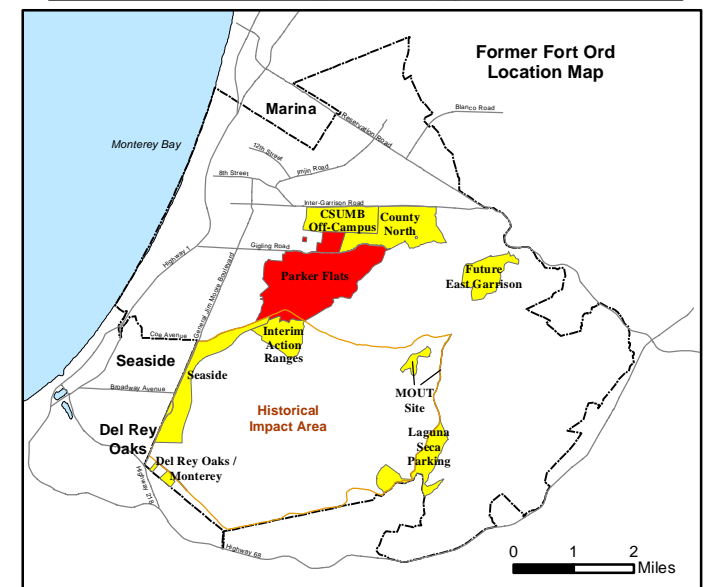 Former Fort Ord
Location Map
Marina
Blanco Road
Reservation Road
Monterey Bay
12th Street
Imjin Road
8th Street
Inter-Garrison Road
CSUMB
Off-Campus
County
North
Gigling Road
Highway 1
Parker Flats
Future
East Garrison
General Jim Moore Boulevard
Coe Avenue
Interim
Action
Ranges
Seaside
Seaside
MOUT
Site
Broadway Avenue
Historical
Impact Area
Del Rey
Oaks
Laguna
Seca
Parking
Del Rey Oaks /
Monterey
Highway 218
Highway 68
0 1 2
Miles